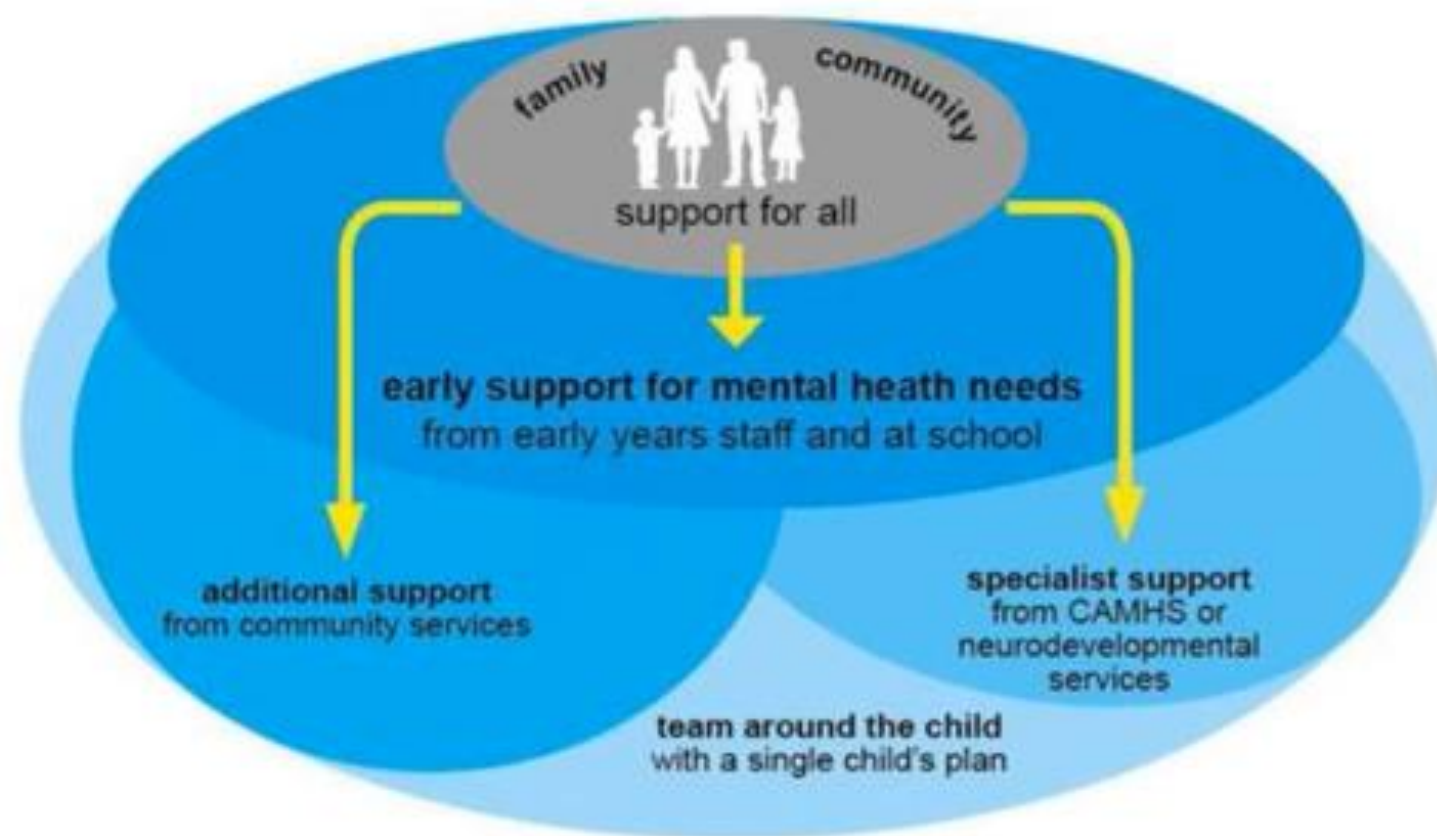 family
community
support for all
early support for mental heath needs
from early years staff and at school
additional support
from community services
specialist support
from CAMHS or
neurodevelopmental
services
team around the child
with a single child's plan